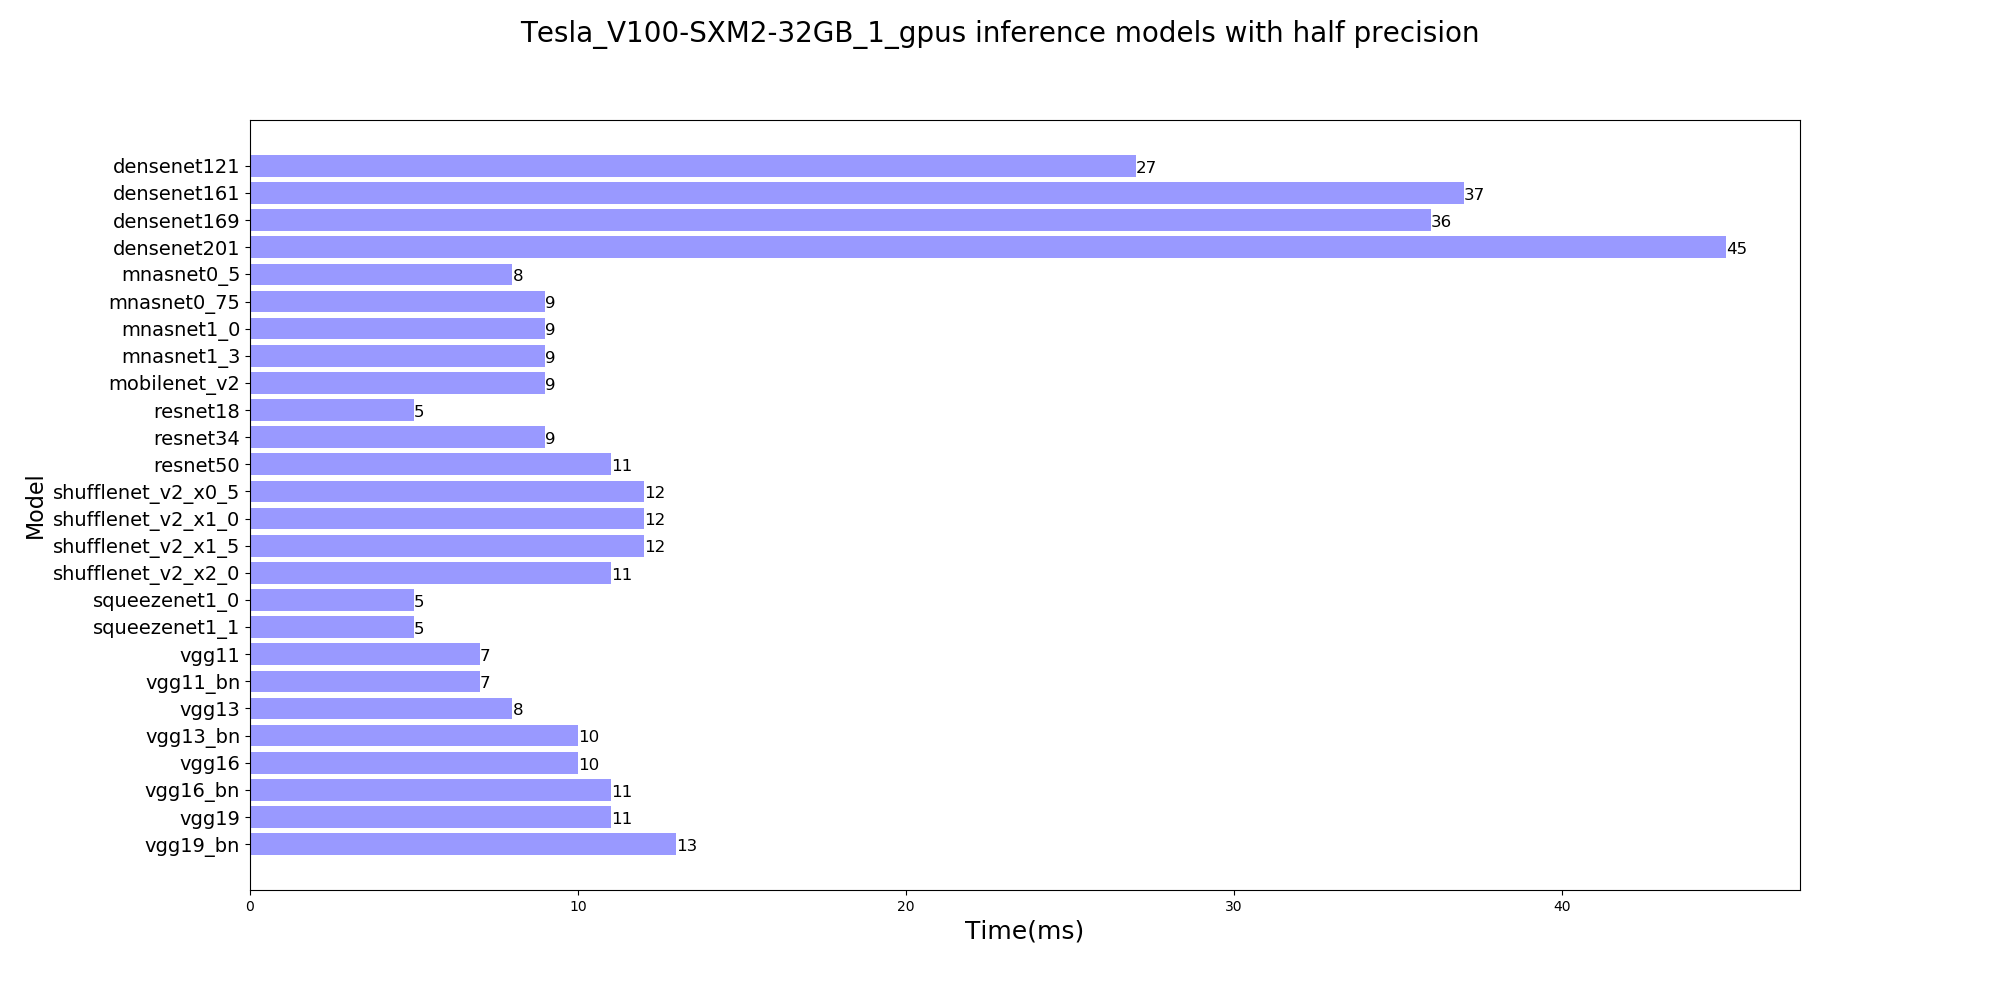 Tesla_V100-SXM2-32GB_1_gpus inference models with half precision
densenet121 27
densenet161 37
densenet169 36
densenet201 45
mnasnet0_5 8
mnasnet0_75 9
mnasnet1_0 9
mnasnet1_3 9
mobilenet_v2 9
resnet18 5
resnet34 9
resnet50 11
shufflenet_v2_x0_5 12
shufflenet_v2_x1_0 12
shufflenet_v2_x1_5 12
shufflenet_v2_x2_0 11
squeezenet1_0 5
squeezenet1_1 5
vgg11 7
vgg11_bn 7
vgg13 8
vgg13_bn 10
vgg16 10
vgg16_bn 11
vgg19 11
vgg19_bn 13
Model
0 10 20 30 40
Time(ms)